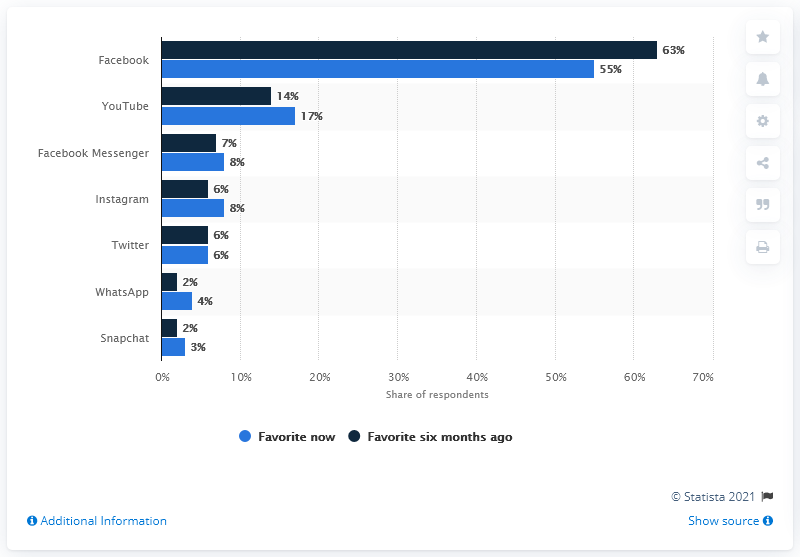 Facebook
63%
55%
YouTube
14%
17%
Facebook Messenger
7%
8%
Instagram
6%
8%
Twitter
6%
6%
WhatsApp
2%
4%
Snapchat
2%
3%
0% 10% 20% 30% 40% 50% 60% 70%
Share of respondents
Favorite now Favorite six months ago
© Statista 2021
Additional Information Show source